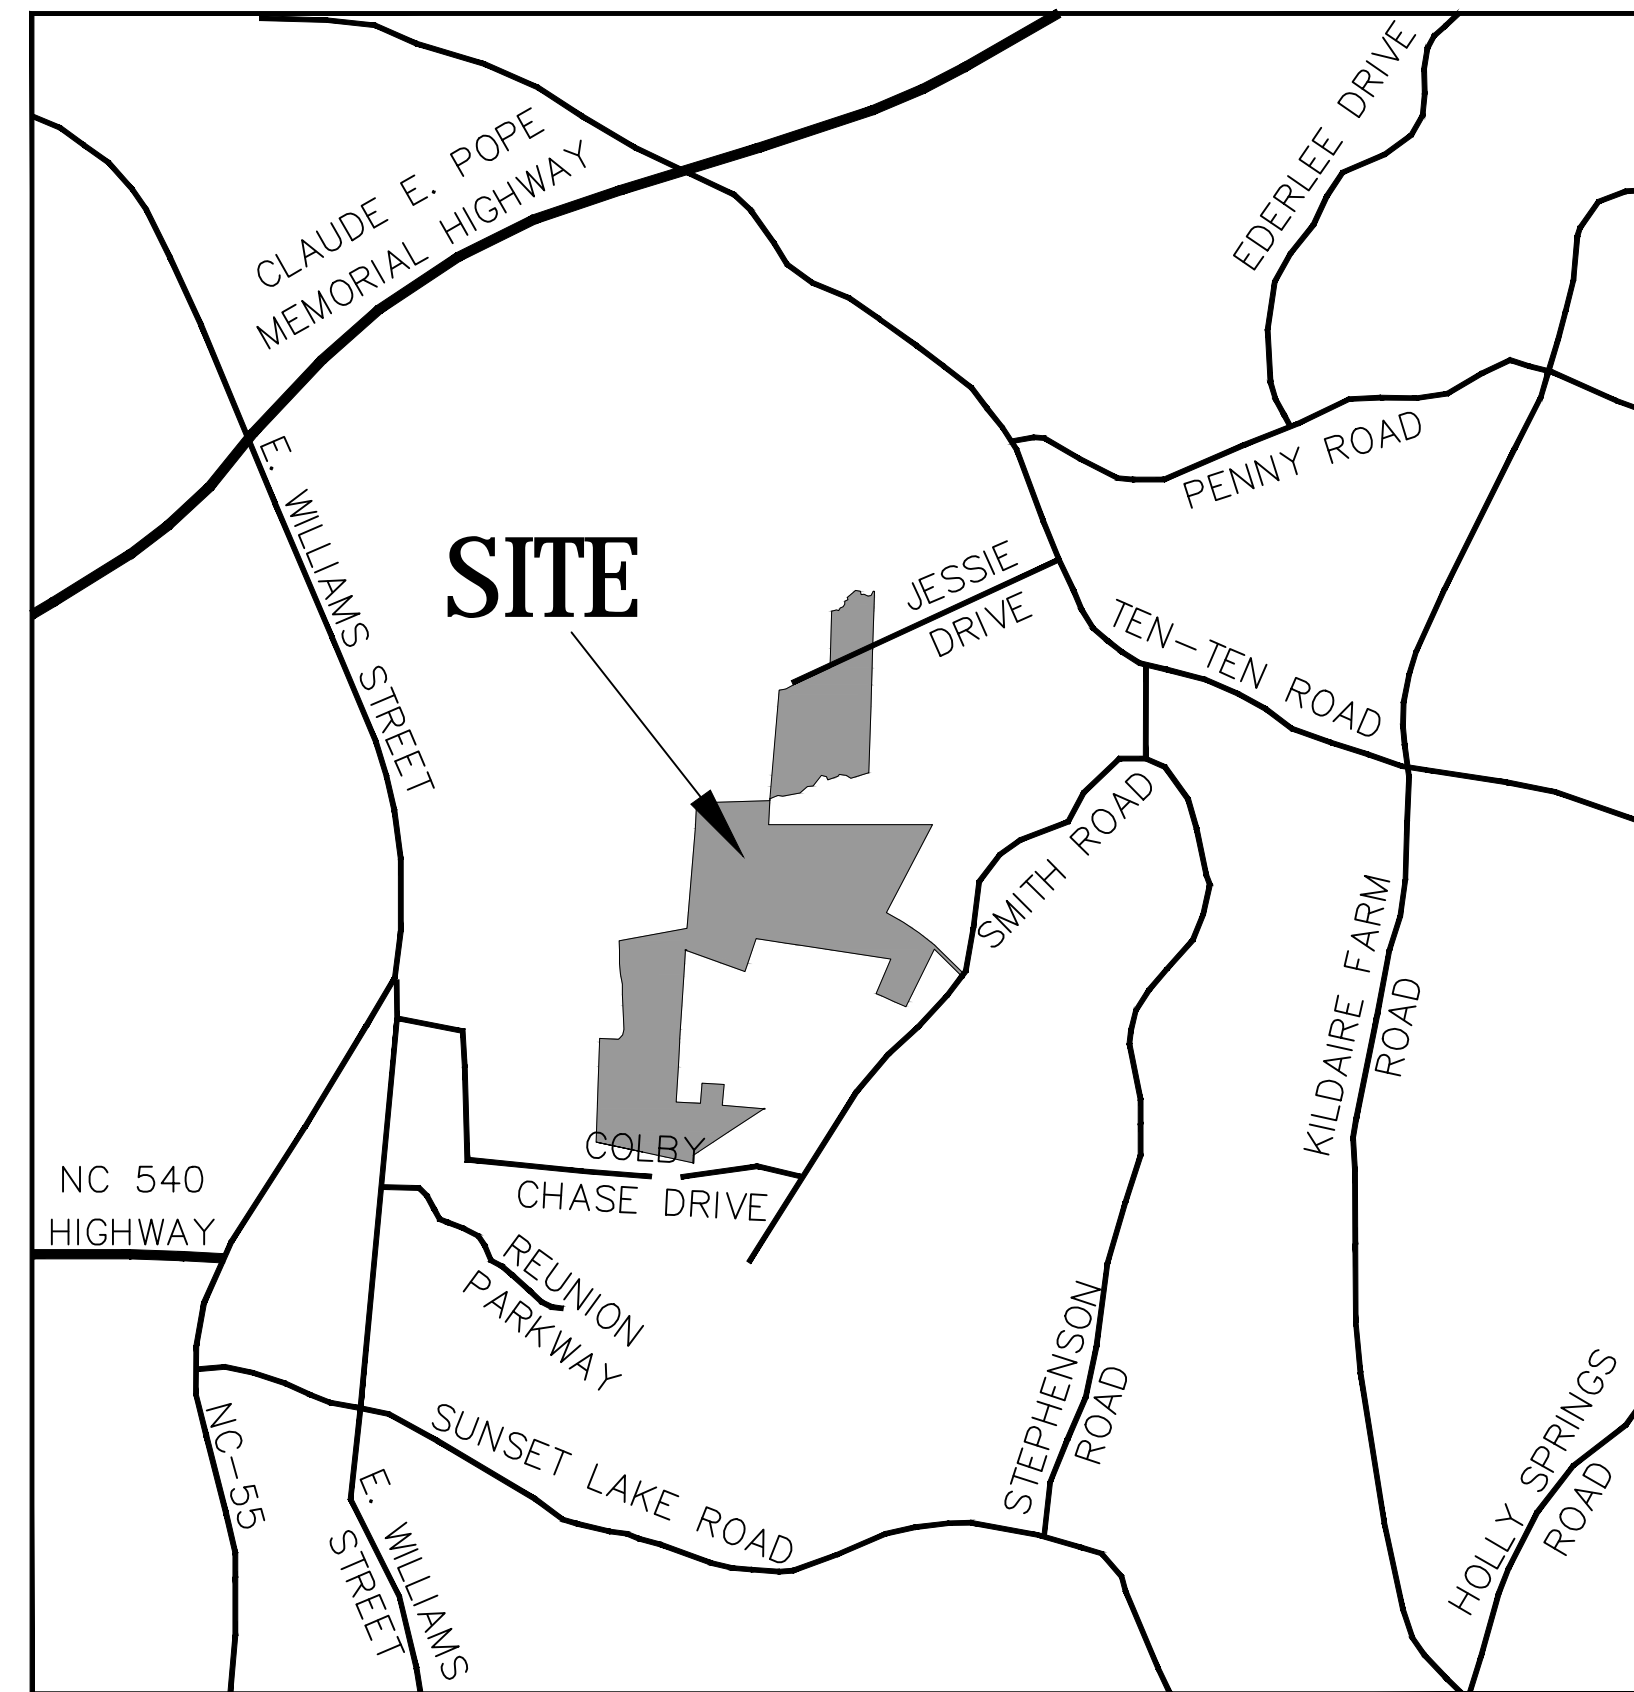 EDERLEE DRIVE
CLAUDE E. POPE
MEMORIAL HIGHWAY
PENNY ROAD
E. WILLIAMS STREET
SITE
JESSIE
DRIVE
TEN-TEN ROAD
SMITH ROAD
KILDAIRE FARM
ROAD
COLBY
CHASE DRIVE
NC 540
HIGHWAY
REUNION
PARKWAY
STEPHENSON
ROAD
SUNSET LAKE ROAD
NC-55
E. WILLIAMS
STREET
HOLLY SPRINGS
ROAD